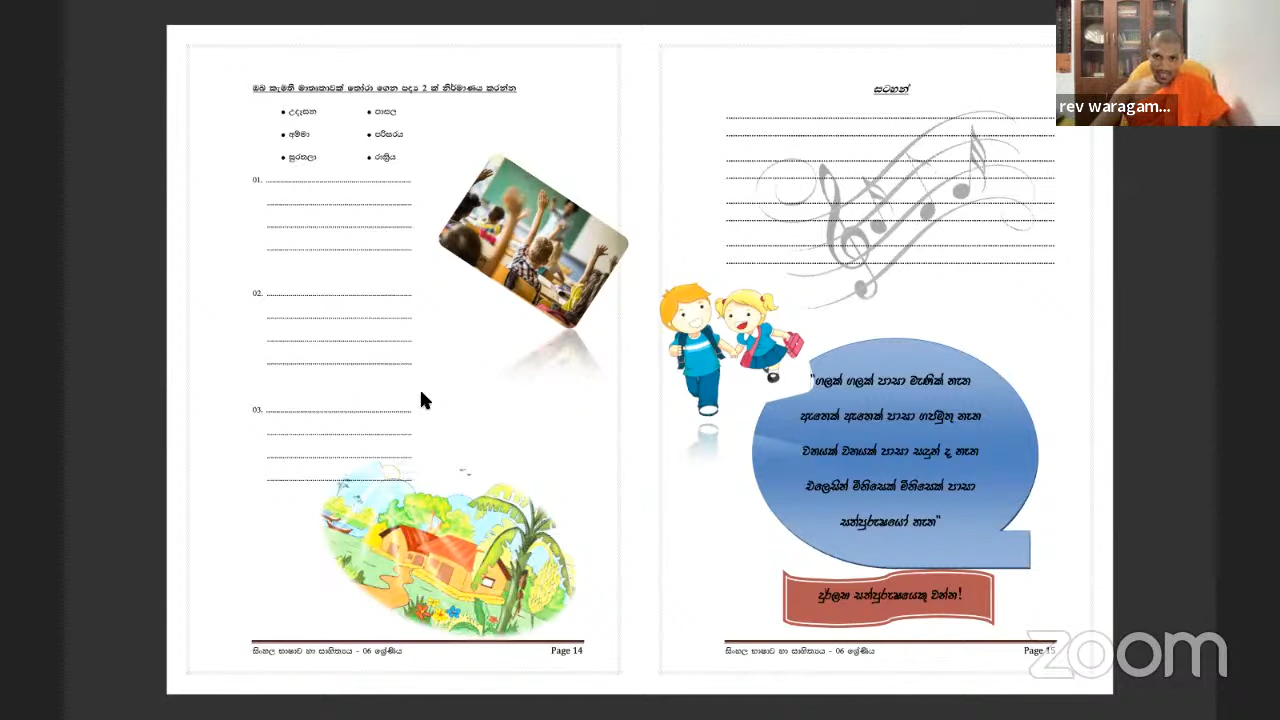 ඔබ කැමති මාතෘකාවක් තෝරා ගෙන පද්‍ය 2 ක් නිර්මාණය කරන්න
• උදෑසන
• පාසල
• අම්මා
• පරිසරය
• සුරතලා
• රාත්‍රිය
01.
02.
03.
සිංහල භාෂාව හා සාහිත්‍යය - 06 ශ්‍රේණිය
Page 14
සටහන්
"ගලක් ගලක් පාසා මැණික් නැත
ඇතෙක් ඇතෙක් පාසා ගජමුතු නැත
වනයක් වනයක් පාසා සඳුන් ද නැත
එලෙසින් මිනිසෙක් මිනිසෙක් පාසා
සත්පුරුෂයෝ නැත"
දුර්ලභ සත්පුරුෂයෙකු වන්න!
සිංහල භාෂාව හා සාහිත්‍යය - 06 ශ්‍රේණිය
Page 15
rev waragam...
zoom